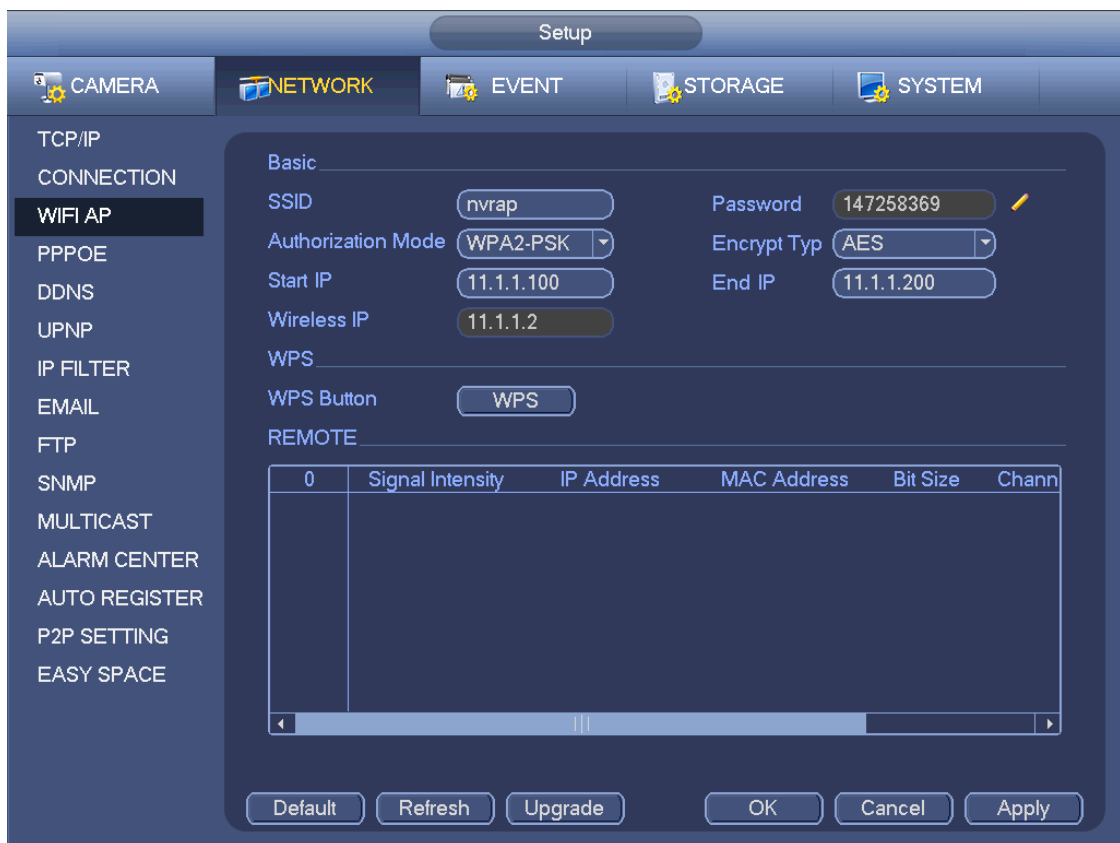 Setup
CAMERA NETWORK EVENT STORAGE SYSTEM
TCP/IP
CONNECTION
WIFI AP
PPPOE
DDNS
UPNP
IP FILTER
EMAIL
FTP
SNMP
MULTICAST
ALARM CENTER
AUTO REGISTER
P2P SETTING
EASY SPACE
Basic
SSID nvrap Password 147258369
Authorization Mode WPA2-PSK Encrypt Typ AES
Start IP 11.1.1.100 End IP 11.1.1.200
Wireless IP 11.1.1.2
WPS
WPS Button WPS
REMOTE
0 Signal Intensity IP Address MAC Address Bit Size Chann
Default Refresh Upgrade OK Cancel Apply